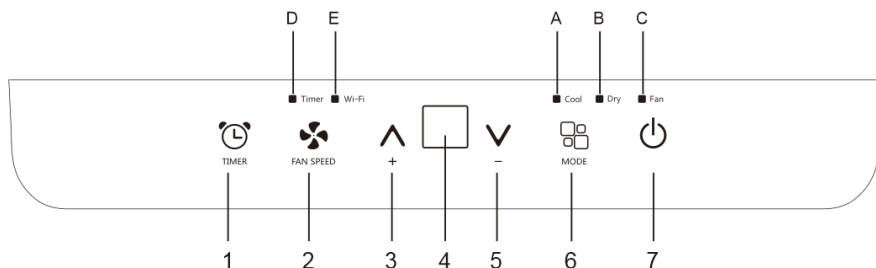 D E A B C
Timer Wi-Fi Cool Dry Fan
+ −
TIMER FAN SPEED MODE
1 2 3 4 5 6 7